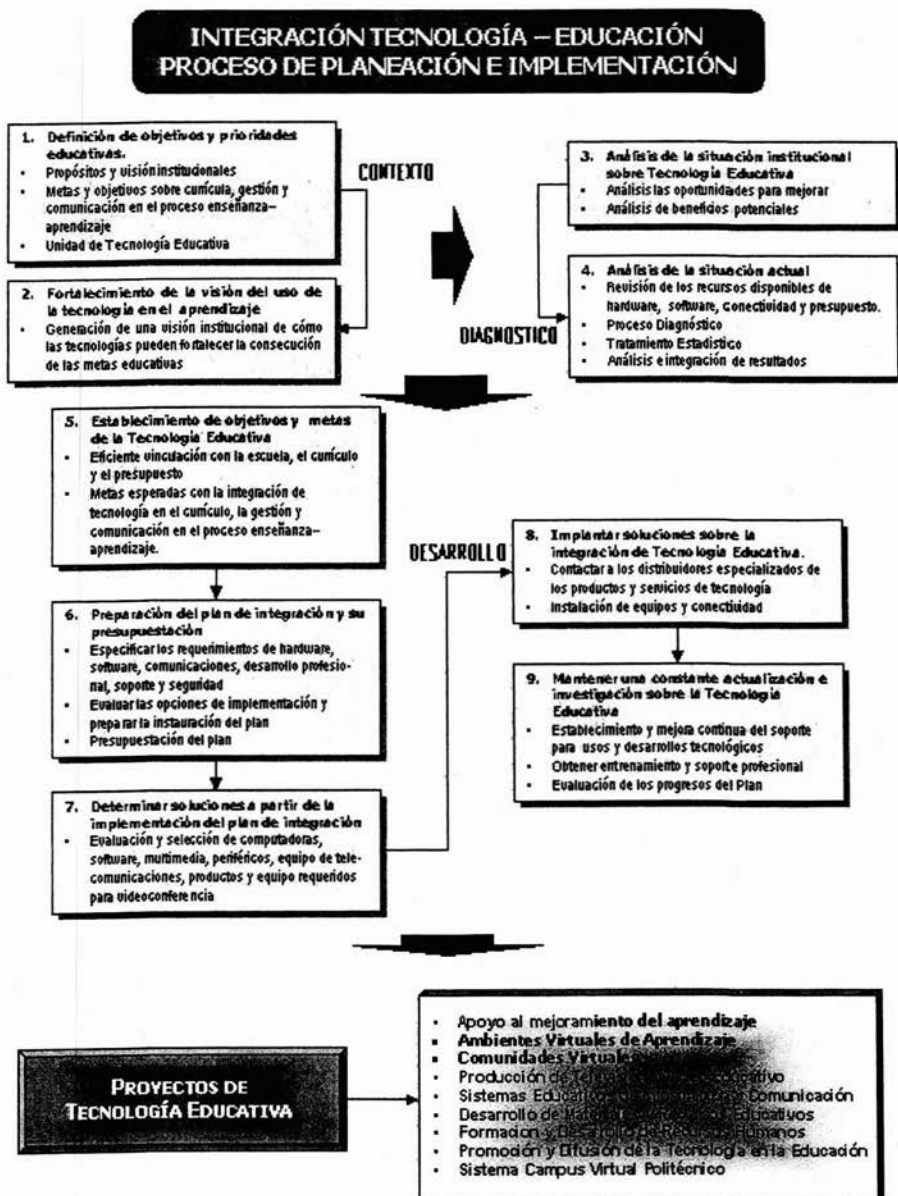 INTEGRACIÓN TECNOLOGÍA – EDUCACIÓN
PROCESO DE PLANEACIÓN E IMPLEMENTACIÓN
1. Definición de objetivos y prioridades
educativas.
• Propósitos y visión institucionales
• Metas y objetivos sobre currícula, gestión y
comunicación en el proceso enseñanza–
aprendizaje
• Unidad de Tecnología Educativa
2. Fortalecimiento de la visión del uso de
la tecnología en el aprendizaje
• Generación de una visión institucional de cómo
las tecnologías pueden fortalecer la consecución
de las metas educativas
CONTEXTO
DIAGNÓSTICO
3. Análisis de la situación institucional
sobre Tecnología Educativa
• Análisis las oportunidades para mejorar
• Análisis de beneficios potenciales
4. Análisis de la situación actual
• Revisión de los recursos disponibles de
hardware, software, conectividad y presupuesto.
• Proceso Diagnóstico
• Tratamiento Estadístico
• Análisis e integración de resultados
5. Establecimiento de objetivos y metas
de la Tecnología Educativa
• Eficiente vinculación con la escuela, el currículo
y el presupuesto
• Metas esperadas con la integración de
tecnología en el currículo, la gestión y
comunicación en el proceso enseñanza–
aprendizaje.
6. Preparación del plan de integración y su
presupuestación
• Especificar los requerimientos de hardware,
software, comunicaciones, desarrollo profesio-
nal, soporte y seguridad
• Evaluar las opciones de implementación y
preparar la instauración del plan
• Presupuestación del plan
7. Determinar soluciones a partir de la
implementación del plan de integración
• Evaluación y selección de computadoras,
software, multimedia, periféricos, equipo de tele-
comunicaciones, productos y equipo requeridos
para videoconferencia
DESARROLLO
8. Implantar soluciones sobre la
integración de Tecnología Educativa.
• Contactar a los distribuidores especializados de
los productos y servicios de tecnología
• Instalación de equipos y conectividad
9. Mantener una constante actualización e
investigación sobre la Tecnología
Educativa
• Establecimiento y mejora continua del soporte
para usos y desarrollos tecnológicos
• Obtener entrenamiento y soporte profesional
• Evaluación de los progresos del Plan
PROYECTOS DE
TECNOLOGÍA EDUCATIVA
• Apoyo al mejoramiento del aprendizaje
• Ambientes Virtuales de Aprendizaje
• Comunidades Virtuales
• Producción de
• Sistemas Educativos Comunicación
• Desarrollo de Educativos
• Formación y Desarrollo de Recursos Humanos
• Promoción y Difusión de la Tecnología en la Educación
• Sistema Campus Virtual Politécnico